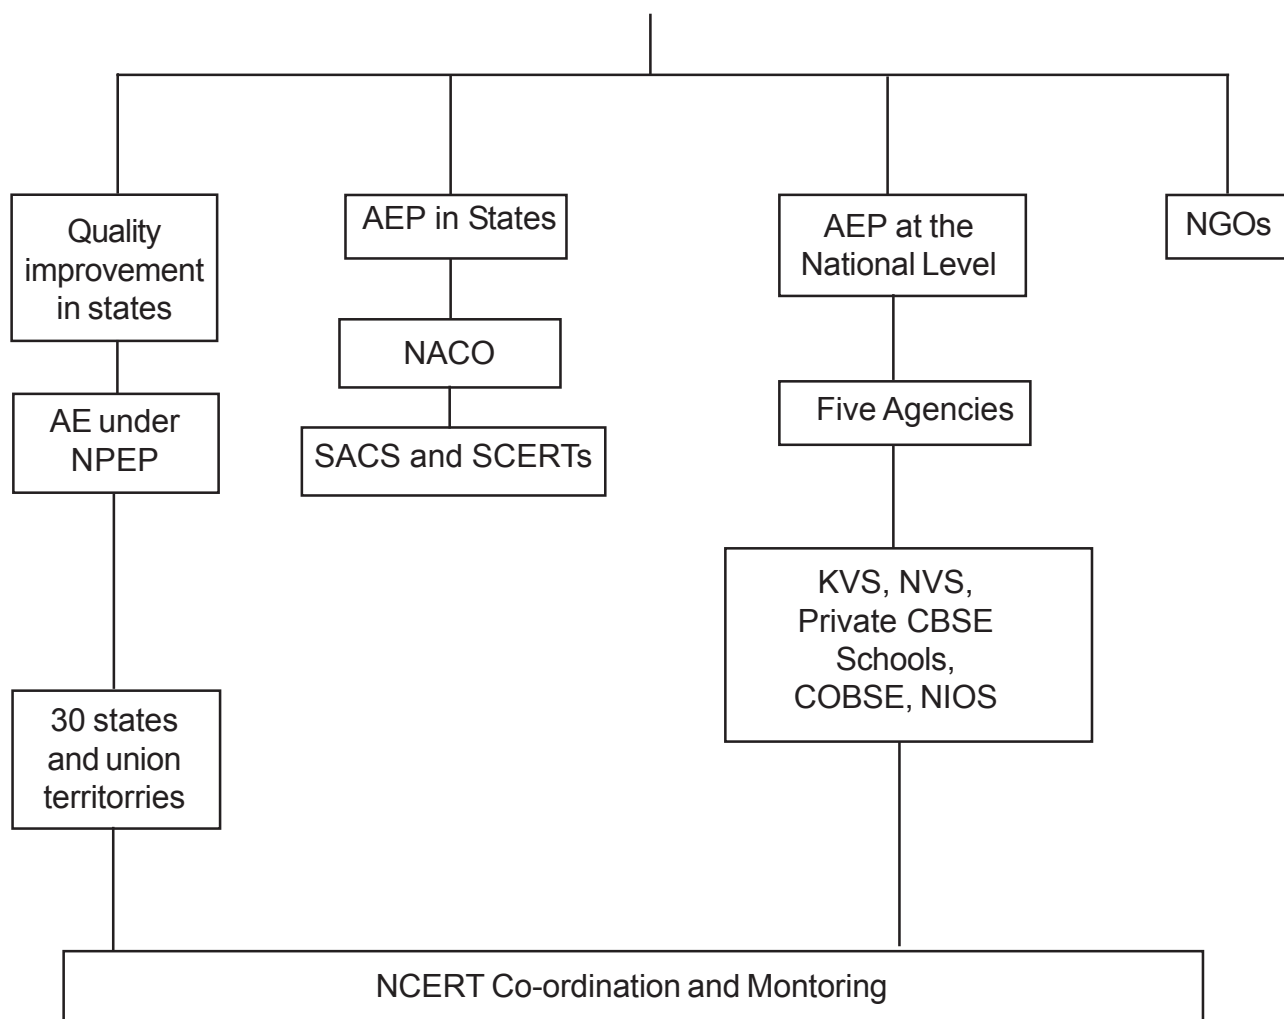 Quality
improvement
in states
AE under
NPEP
30 states
and union
territorries
AEP in States
NACO
SACS and SCERTs
AEP at the
National Level
Five Agencies
KVS, NVS,
Private CBSE
Schools,
COBSE, NIOS
NGOs
NCERT Co-ordination and Montoring